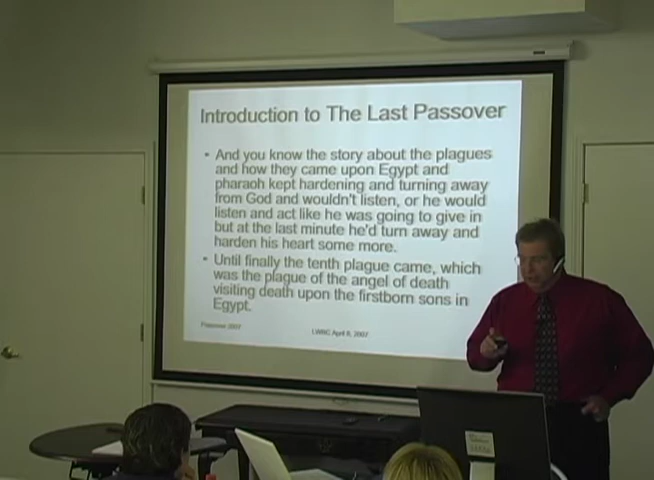 Introduction to The Last Passover
• And you know the story about the plagues
and how they came upon Egypt and
pharaoh kept hardening and turning away
from God and wouldn't listen, or he would
listen and act like he was going to give in
but at the last minute he'd turn away and
harden his heart some more.
• Until finally the tenth plague came, which
was the plague of the angel of death
visiting death upon the firstborn sons in
Egypt.
Passover 2007
LWBC April 8, 2007